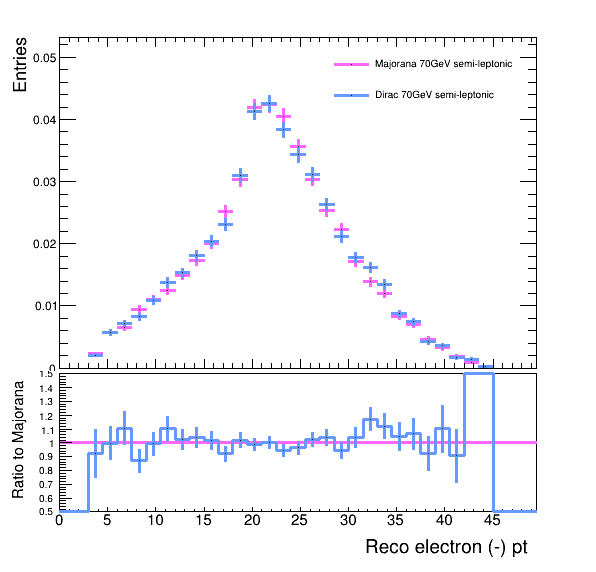 Entries
0.05
0.04
0.03
0.02
0.01
0
Majorana 70GeV semi-leptonic
Dirac 70GeV semi-leptonic
Ratio to Majorana
1.5
1.4
1.3
1.2
1.1
1
0.9
0.8
0.7
0.6
0.5
0 5 10 15 20 25 30 35 40 45
Reco electron (-) pt